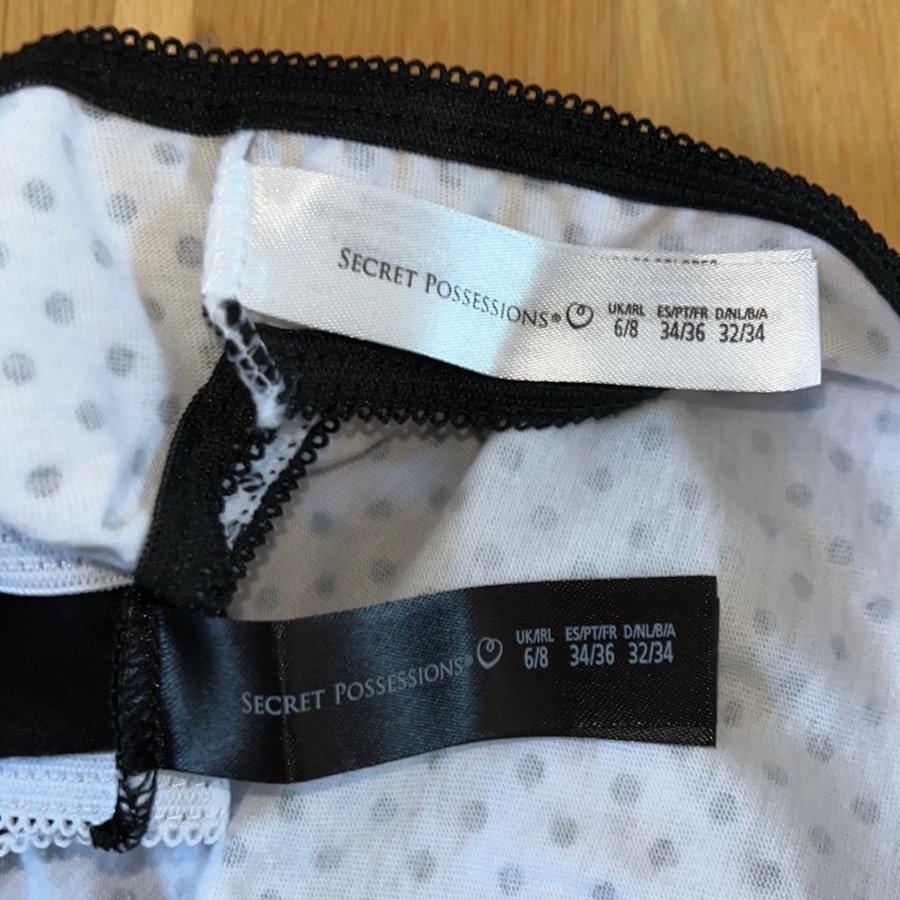 SECRET POSSESSIONS®
UK/IRL ES/PT/FR D/NL/B/A
6/8 34/36 32/34
SECRET POSSESSIONS®
UK/IRL ES/PT/FR D/NL/B/A
6/8 34/36 32/34